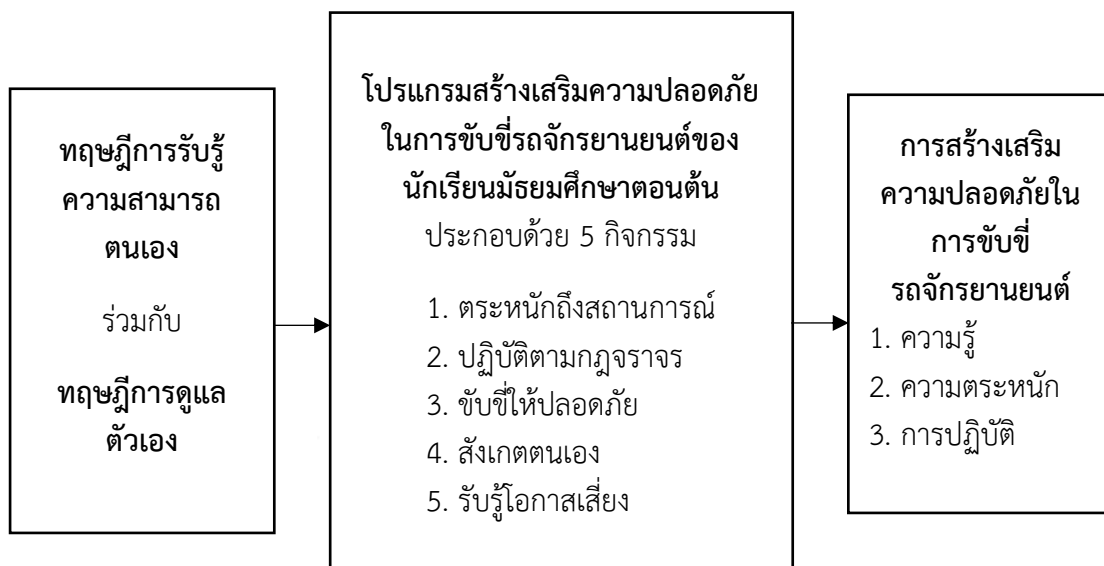 ทฤษฎีการรับรู้
ความสามารถ
ตนเอง
ร่วมกับ
ทฤษฎีการดูแล
ตัวเอง
โปรแกรมสร้างเสริมความปลอดภัย
ในการขับขี่รถจักรยานยนต์ของ
นักเรียนมัธยมศึกษาตอนต้น
ประกอบด้วย 5 กิจกรรม
1. ตระหนักถึงสถานการณ์
2. ปฏิบัติตามกฎจราจร
3. ขับขี่ให้ปลอดภัย
4. สังเกตตนเอง
5. รับรู้โอกาสเสี่ยง
การสร้างเสริม
ความปลอดภัยใน
การขับขี่
รถจักรยานยนต์
1. ความรู้
2. ความตระหนัก
3. การปฏิบัติ